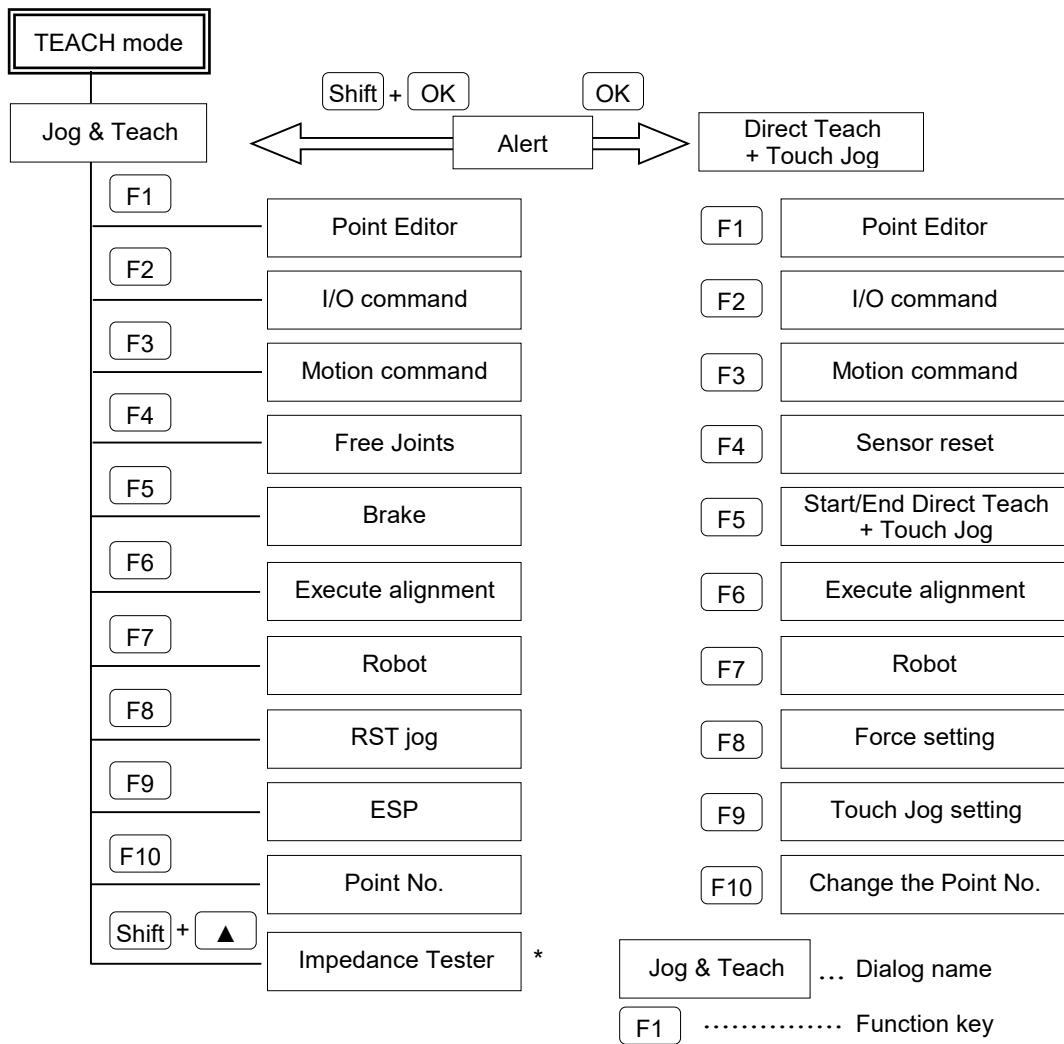 TEACH mode
Shift + OK
OK
Jog & Teach
Alert
Direct Teach
+ Touch Jog
F1
Point Editor
F2
I/O command
F3
Motion command
F4
Free Joints
F5
Brake
F6
Execute alignment
F7
Robot
F8
RST jog
F9
ESP
F10
Point No.
Shift + ▲
Impedance Tester *
F1 Point Editor
F2 I/O command
F3 Motion command
F4 Sensor reset
F5 Start/End Direct Teach
+ Touch Jog
F6 Execute alignment
F7 Robot
F8 Force setting
F9 Touch Jog setting
F10 Change the Point No.
Jog & Teach ... Dialog name
F1 ............... Function key